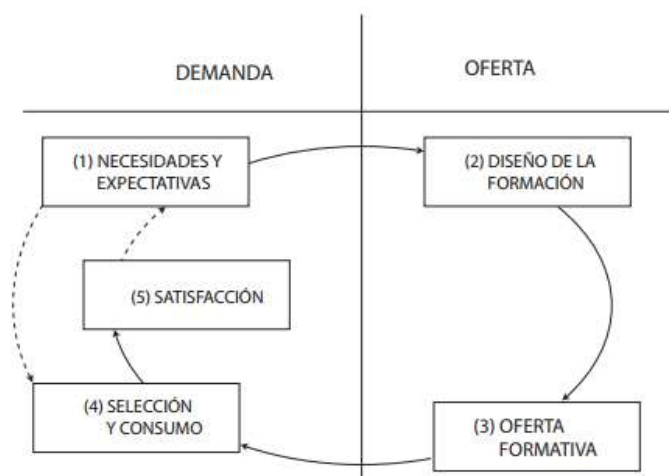 DEMANDA
OFERTA
(1) NECESIDADES Y
EXPECTATIVAS
(2) DISEÑO DE LA
FORMACIÓN
(5) SATISFACCIÓN
(4) SELECCIÓN
Y CONSUMO
(3) OFERTA
FORMATIVA